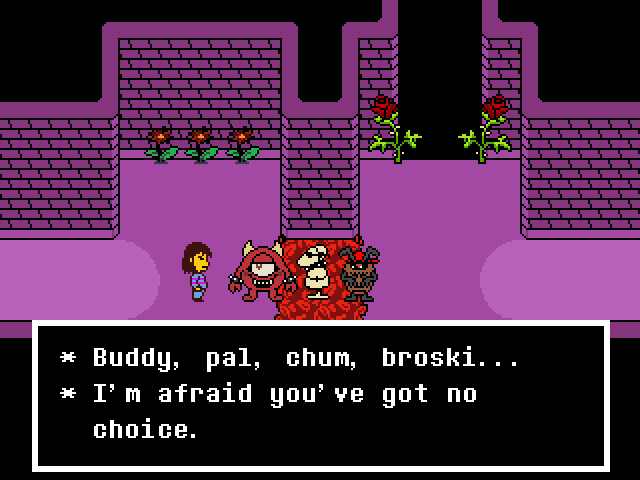 * Buddy, pal, chum, broski...
* I'm afraid you've got no
choice.